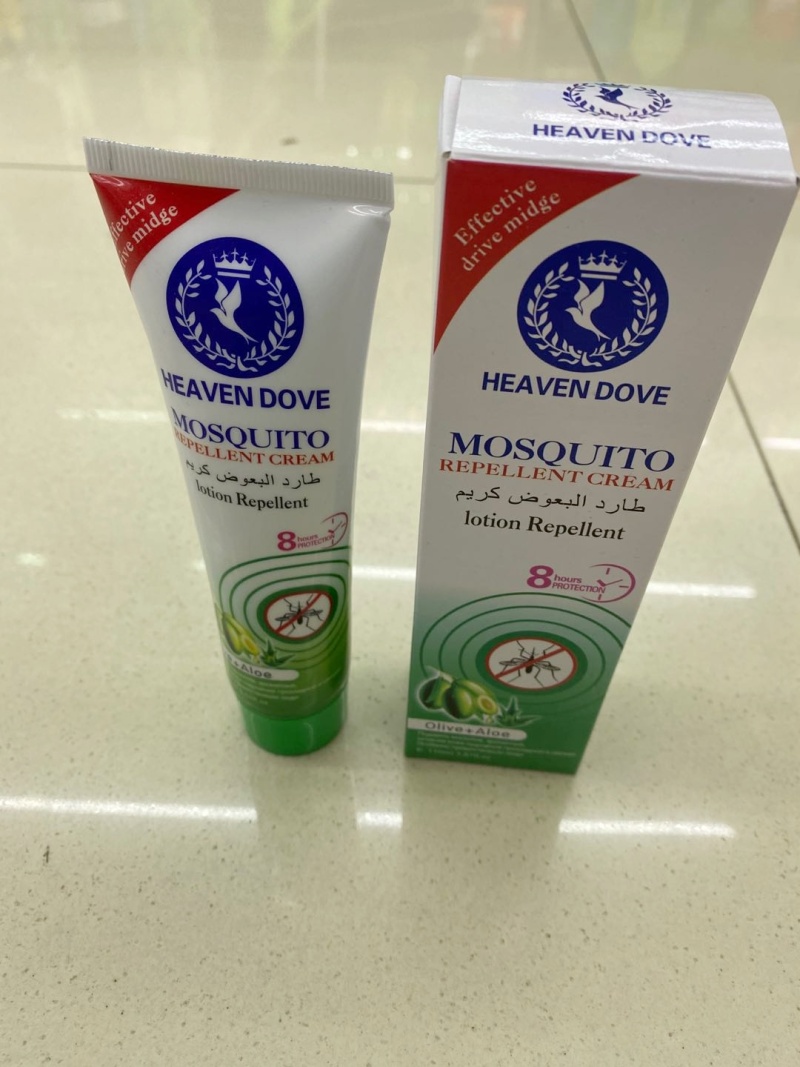 Effective
drive midge
HEAVEN DOVE
MOSQUITO
REPELLENT CREAM
طارد البعوض كريم
lotion Repellent
8 hours
PROTECTION
+Aloe
HEAVEN DOVE
Effective
drive midge
HEAVEN DOVE
MOSQUITO
REPELLENT CREAM
طارد البعوض كريم
lotion Repellent
8 hours
PROTECTION
Olive+Aloe